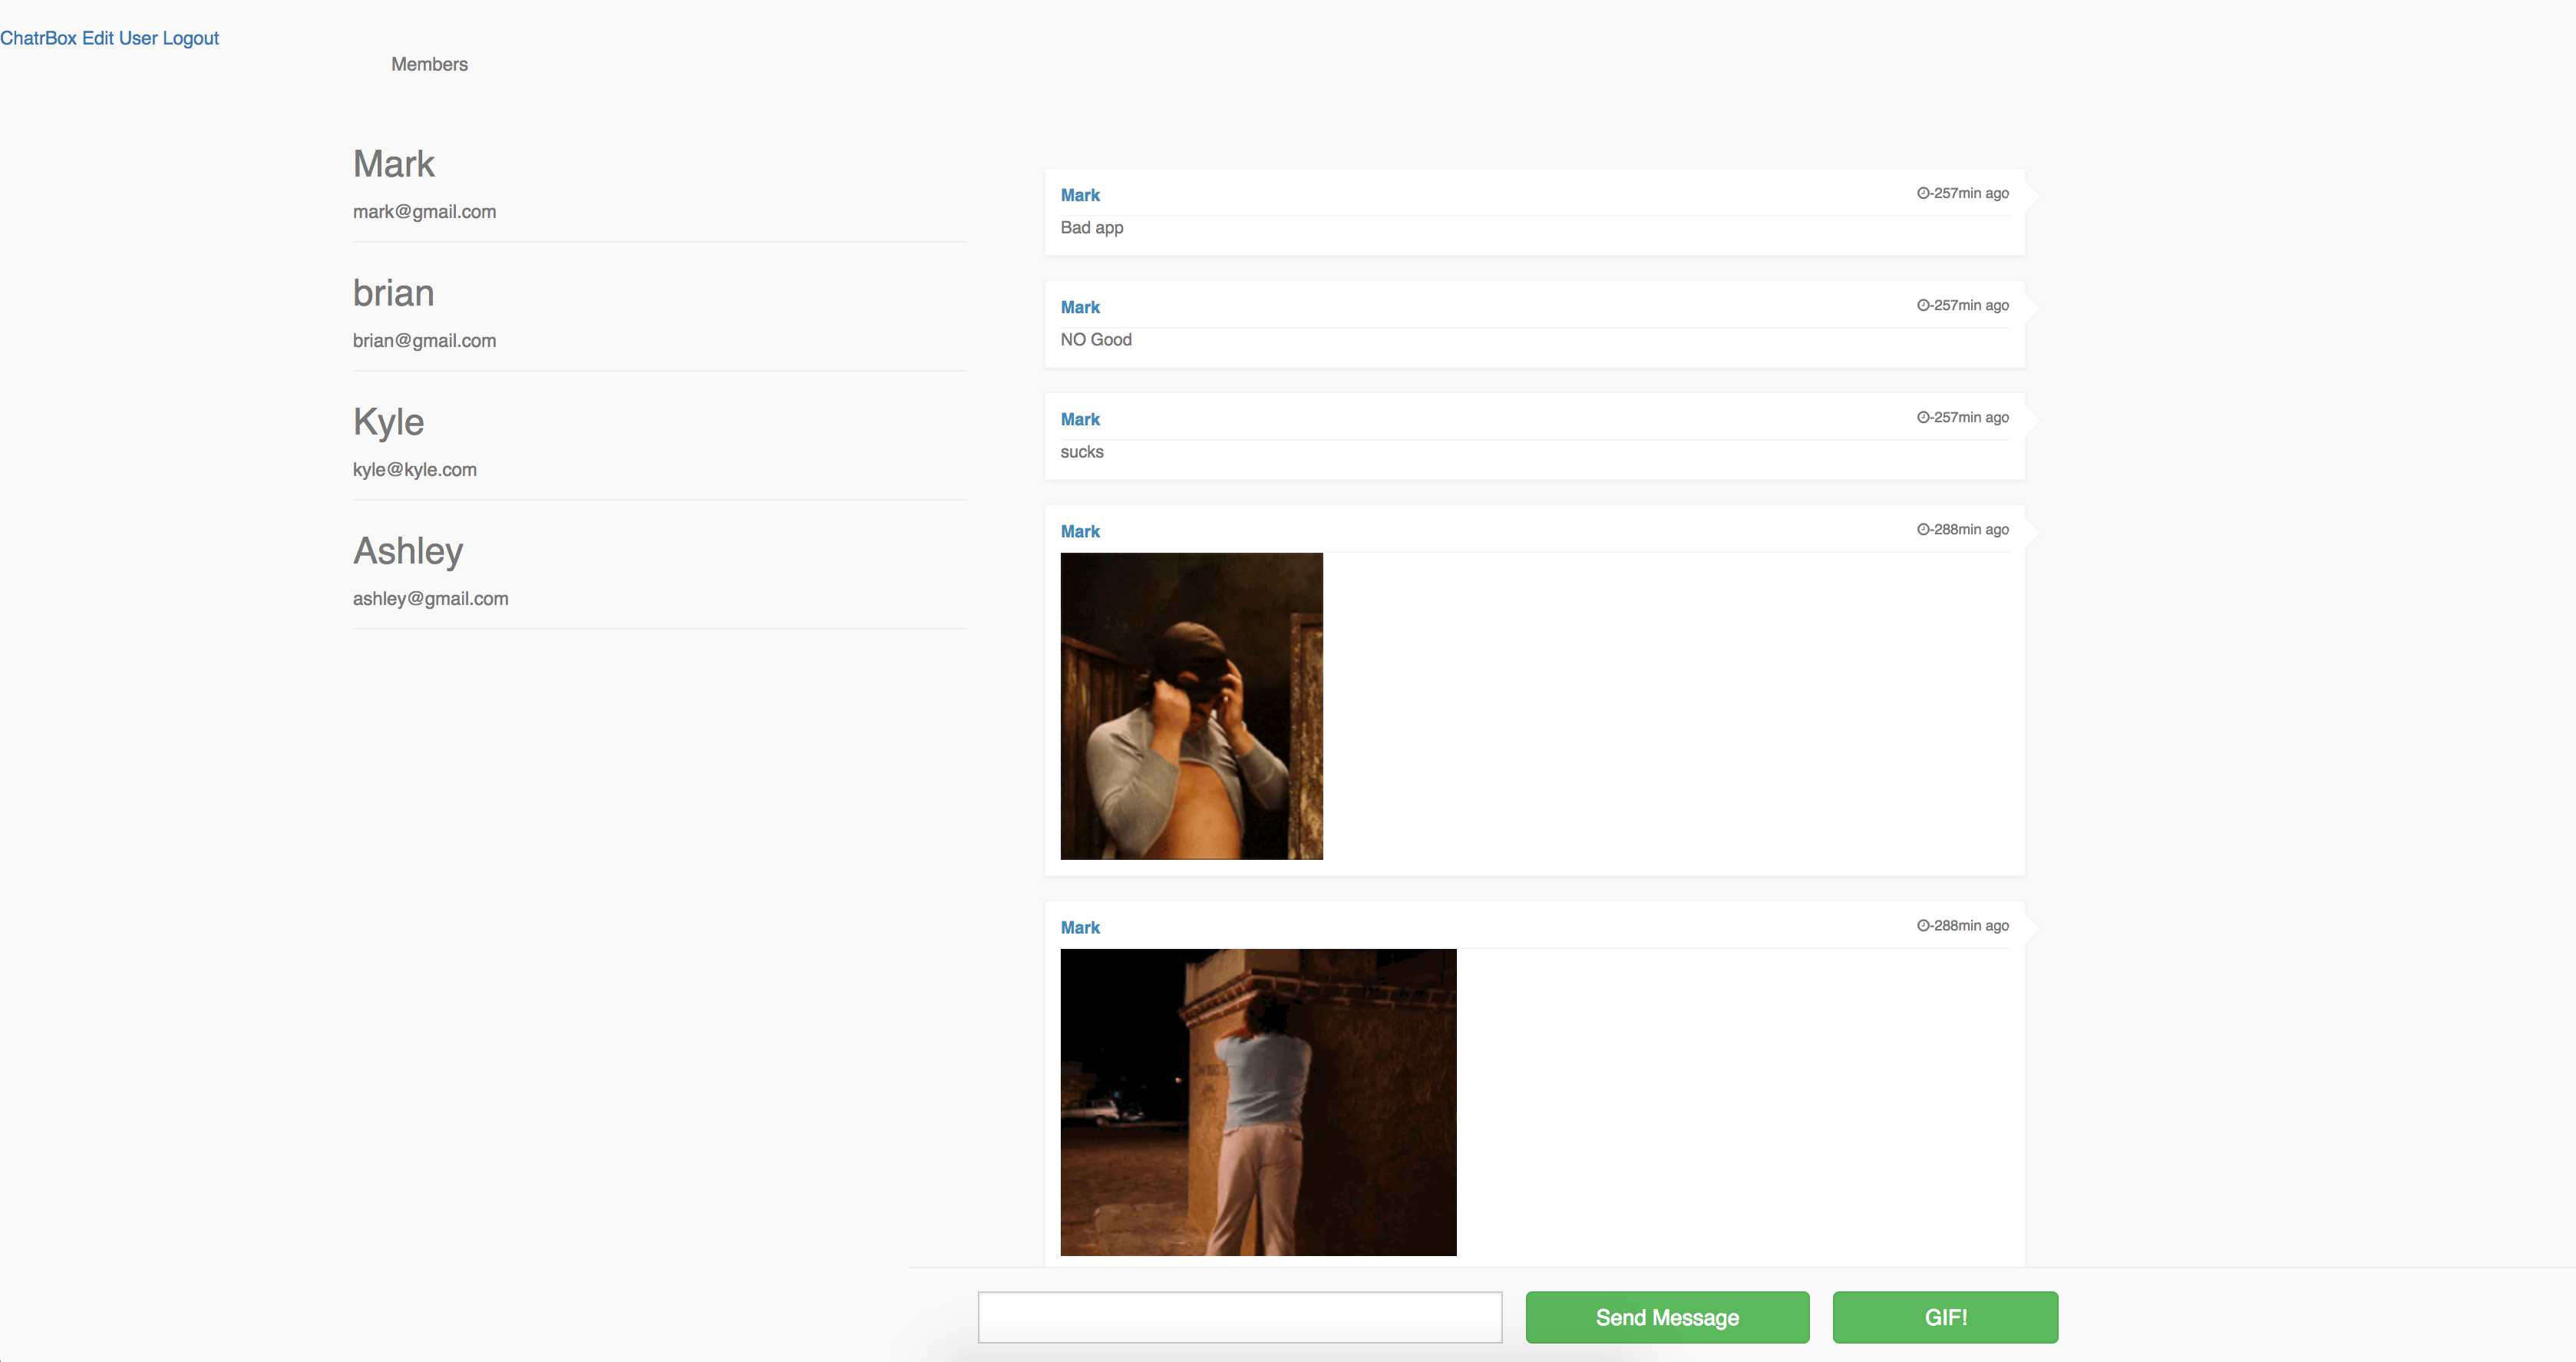 ChatrBox Edit User Logout
Members
Mark
mark@gmail.com
brian
brian@gmail.com
Kyle
kyle@kyle.com
Ashley
ashley@gmail.com
Mark
-257min ago
Bad app
Mark
-257min ago
NO Good
Mark
-257min ago
sucks
Mark
-288min ago
Mark
-288min ago
Send Message
GIF!